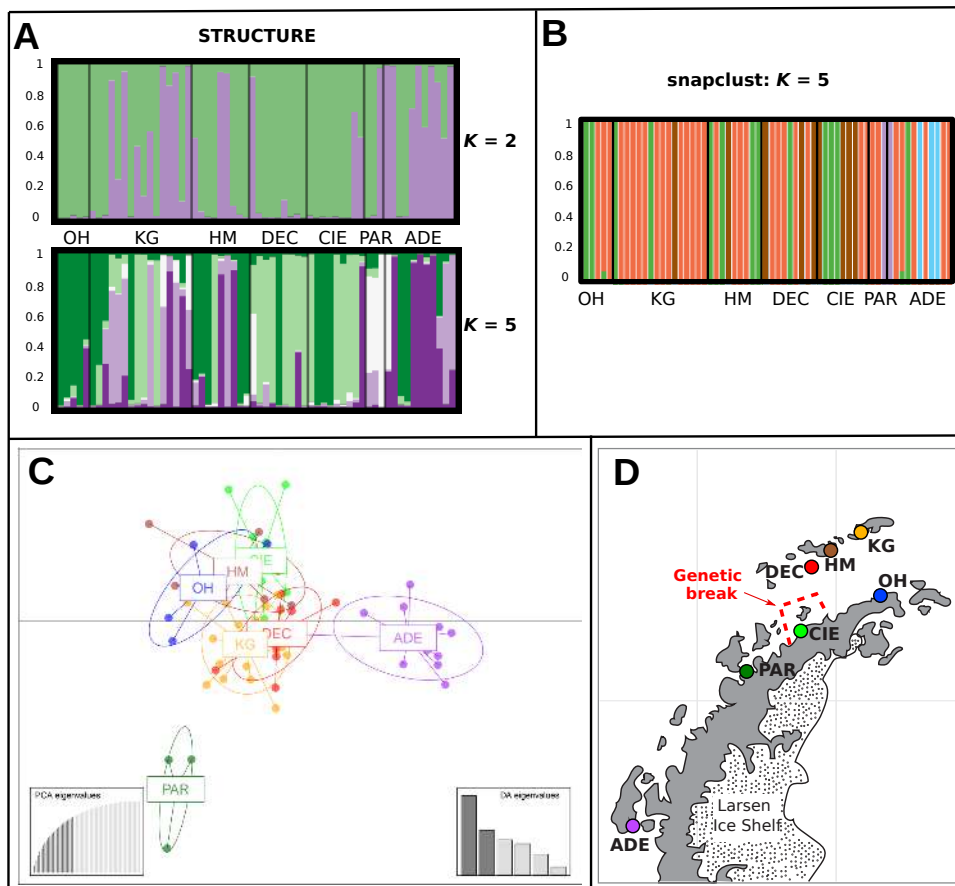 A
STRUCTURE
1
0.8
0.6
0.4
0.2
0
K = 2
OH KG HM DEC CIE PAR ADE
1
0.8
0.6
0.4
0.2
0
K = 5
B
snapclust: K = 5
1
0.8
0.6
0.4
0.2
0
OH KG HM DEC CIE PAR ADE
C
CIE
HM
OH
DEC
KG
ADE
PAR
PCA eigenvalues
DA eigenvalues
D
KG
HM
DEC
OH
Genetic
break
CIE
PAR
Larsen
Ice Shelf
ADE